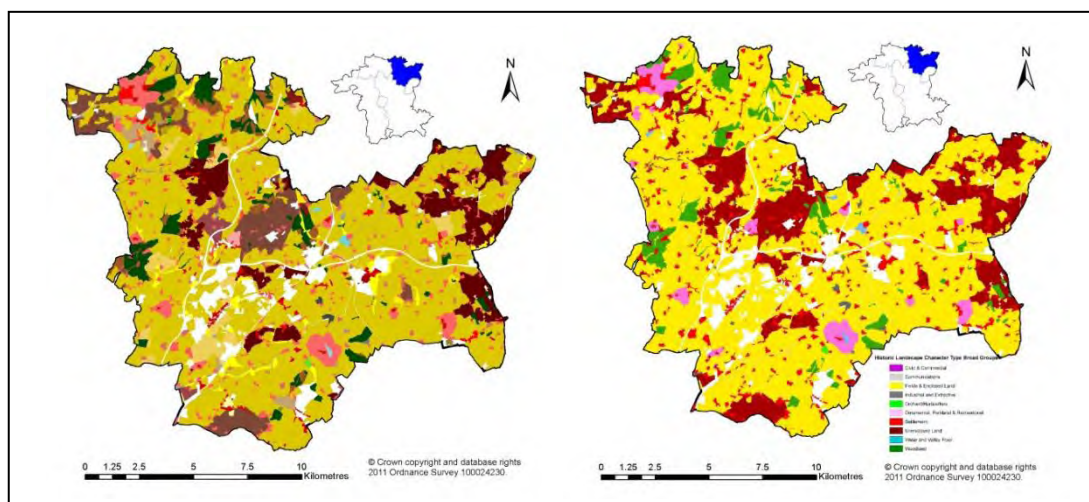 N
0 1.25 2.5 5 7.5 10
Kilometres
© Crown copyright and database rights
2011 Ordnance Survey 100024230
N
Historic Landscape Character Type Broad Groups
Civic & Commercial
Communications
Fields & Enclosed Land
Industrial and Extractive
Ornamental, Parkland & Recreational
Settlement
Unenclosed Land
Water and Valley Floor
Woodland
0 1.25 2.5 5 7.5 10
Kilometres
© Crown copyright and database rights
2011 Ordnance Survey 100024230